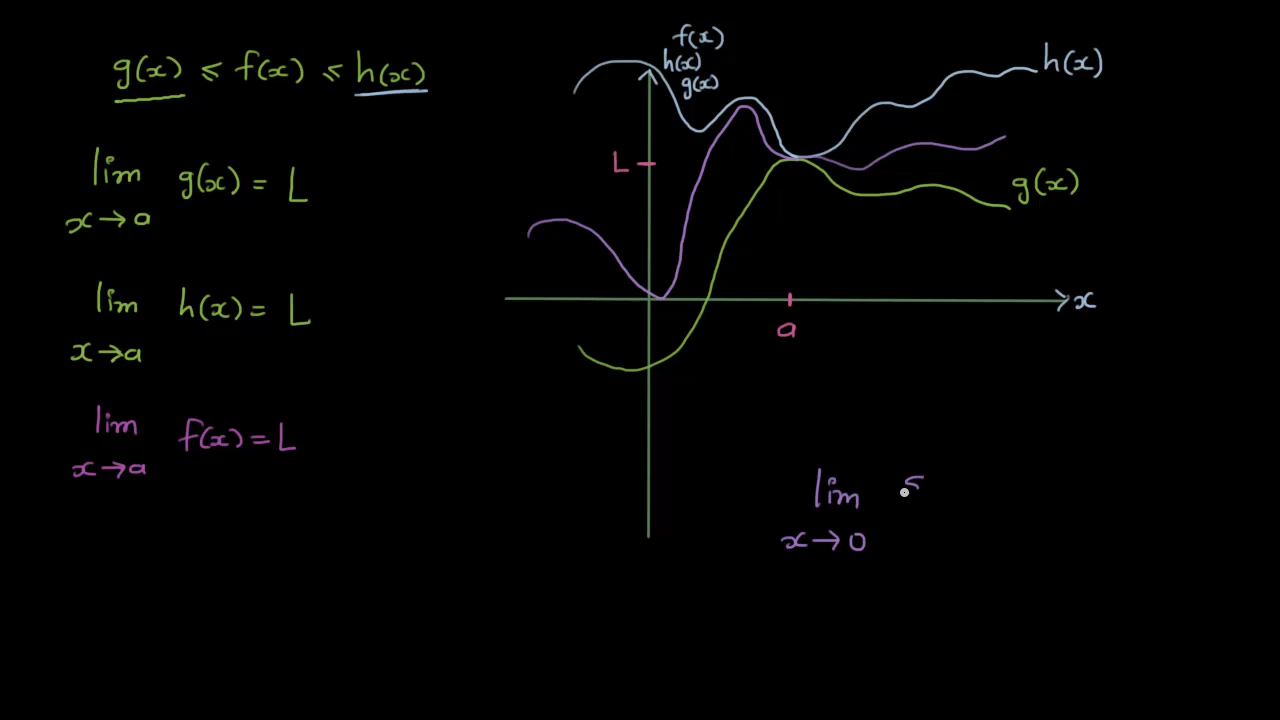 g(x) ≤ f(x) ≤ h(x)
lim g(x) = L
x→a
lim h(x) = L
x→a
lim f(x) = L
x→a
f(x)
h(x)
g(x)
h(x)
L
g(x)
x
a
lim
x→0